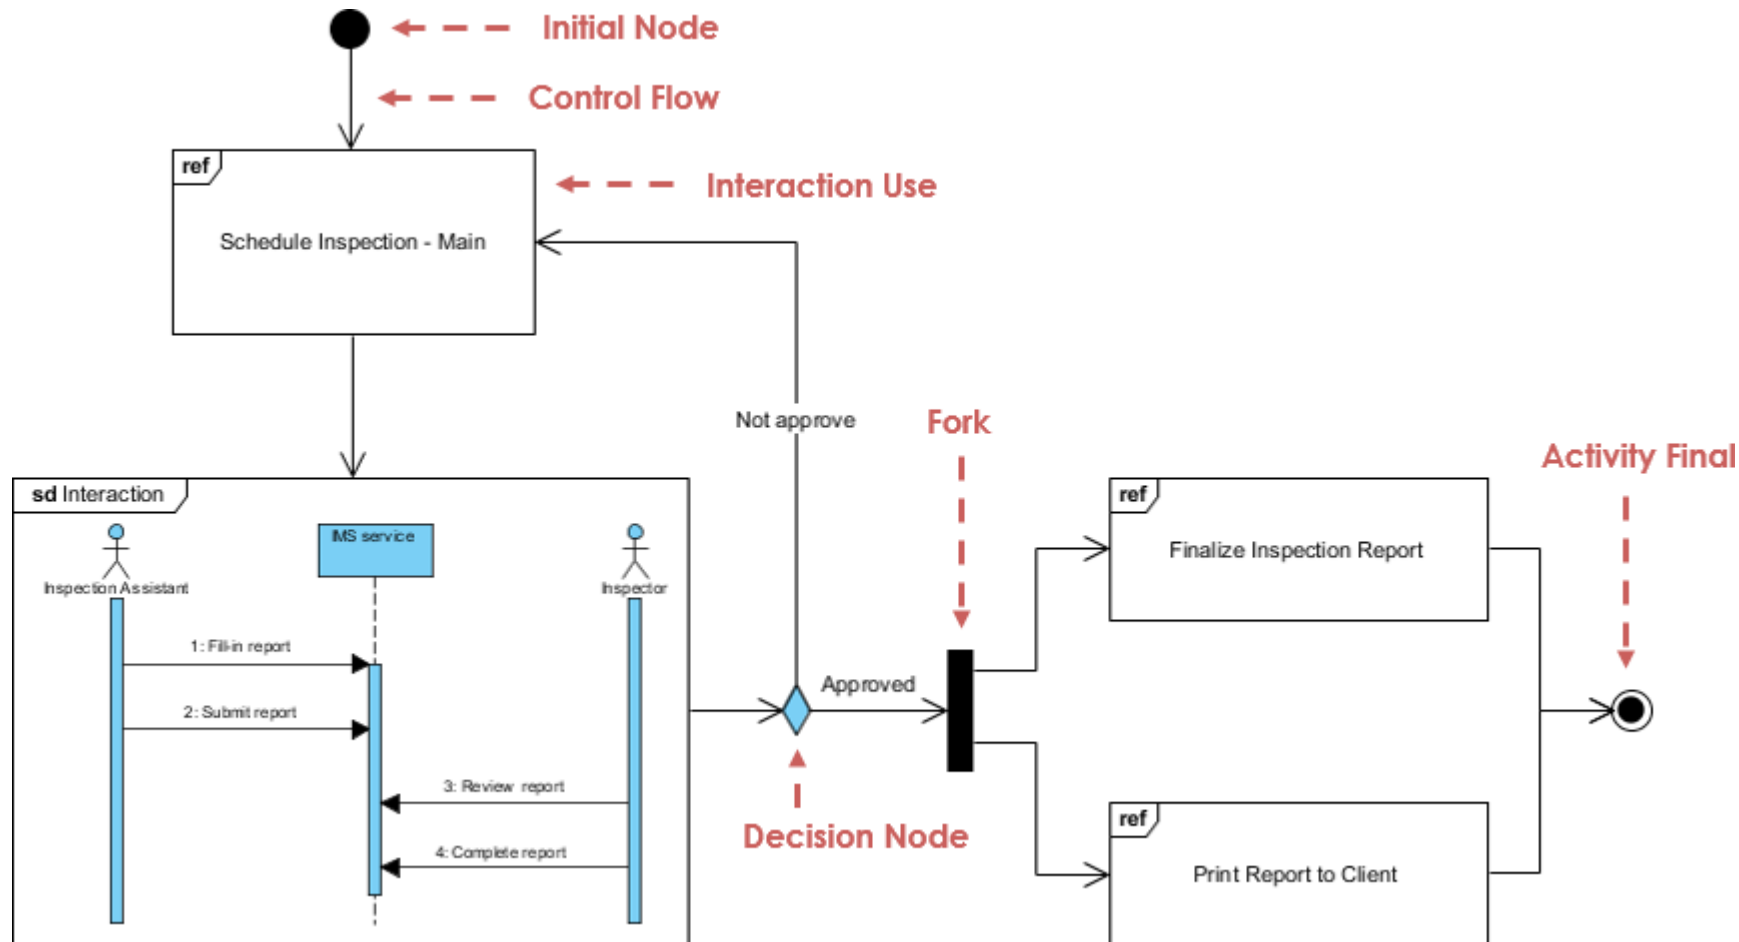 Initial Node
Control Flow
ref
Interaction Use
Schedule Inspection - Main
Not approve
Fork
Activity Final
sd Interaction
ref
IMS service
Finalize Inspection Report
Inspection Assistant
Inspector
1: Fill-in report
Approved
2: Submit report
3: Review report
ref
Decision Node
4: Complete report
Print Report to Client